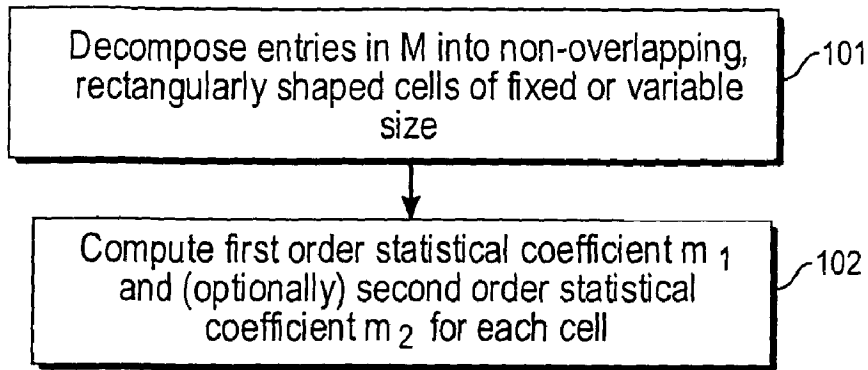 Decompose entries in M into non-overlapping,
rectangularly shaped cells of fixed or variable
size
101
Compute first order statistical coefficient m 1
and (optionally) second order statistical
coefficient m 2 for each cell
102